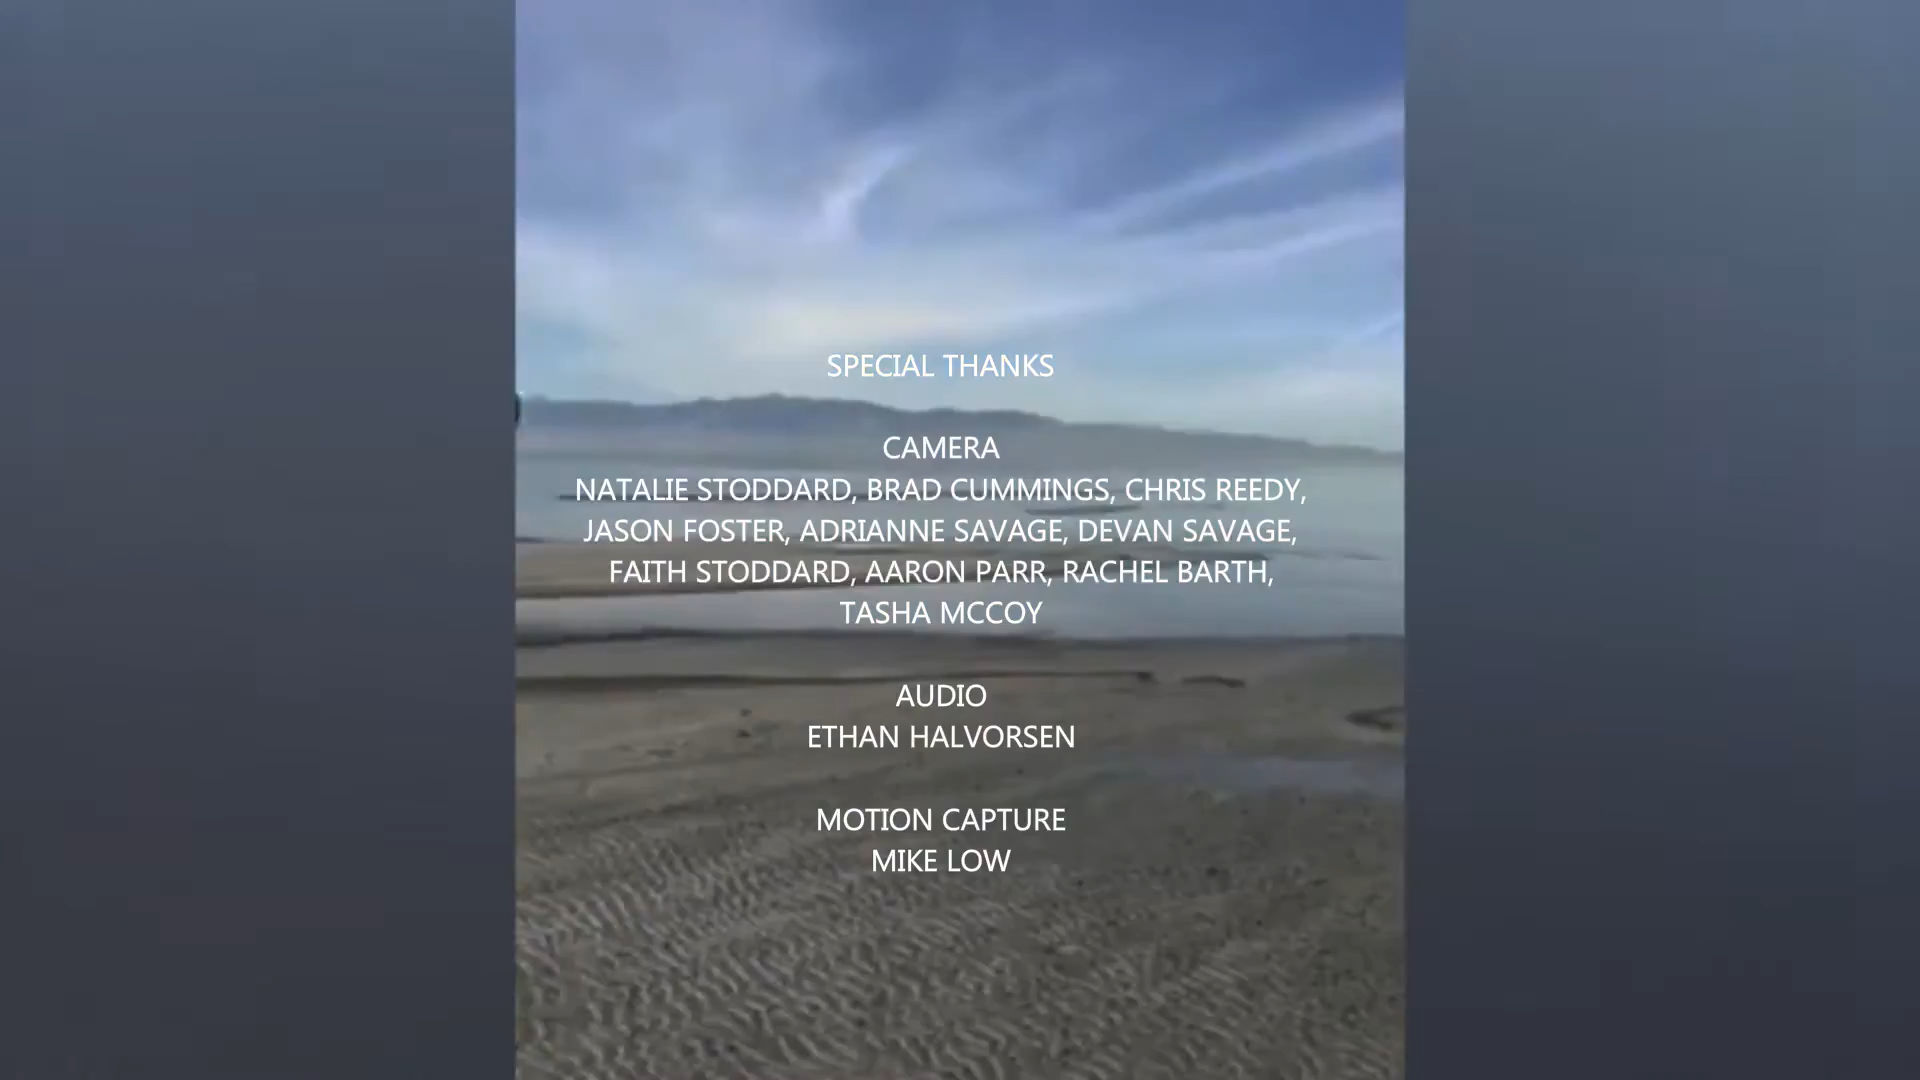 SPECIAL THANKS
CAMERA
NATALIE STODDARD, BRAD CUMMINGS, CHRIS REEDY,
JASON FOSTER, ADRIANNE SAVAGE, DEVAN SAVAGE,
FAITH STODDARD, AARON PARR, RACHEL BARTH,
TASHA MCCOY
AUDIO
ETHAN HALVORSEN
MOTION CAPTURE
MIKE LOW